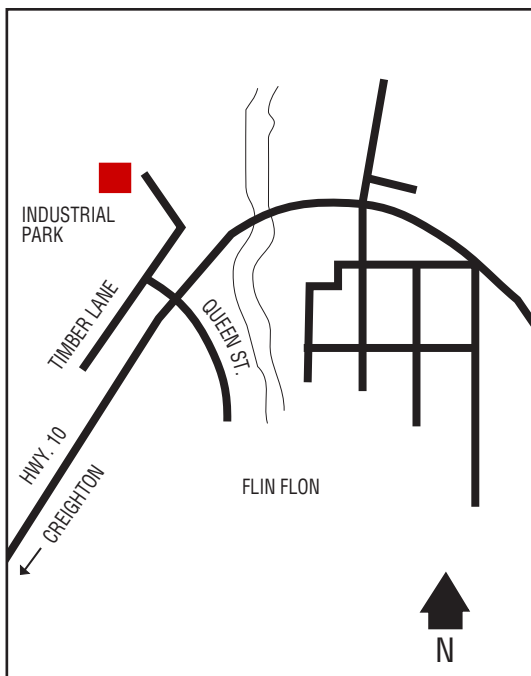 INDUSTRIAL
PARK
TIMBER LANE
QUEEN ST.
HWY. 10
CREIGHTON
FLIN FLON
N